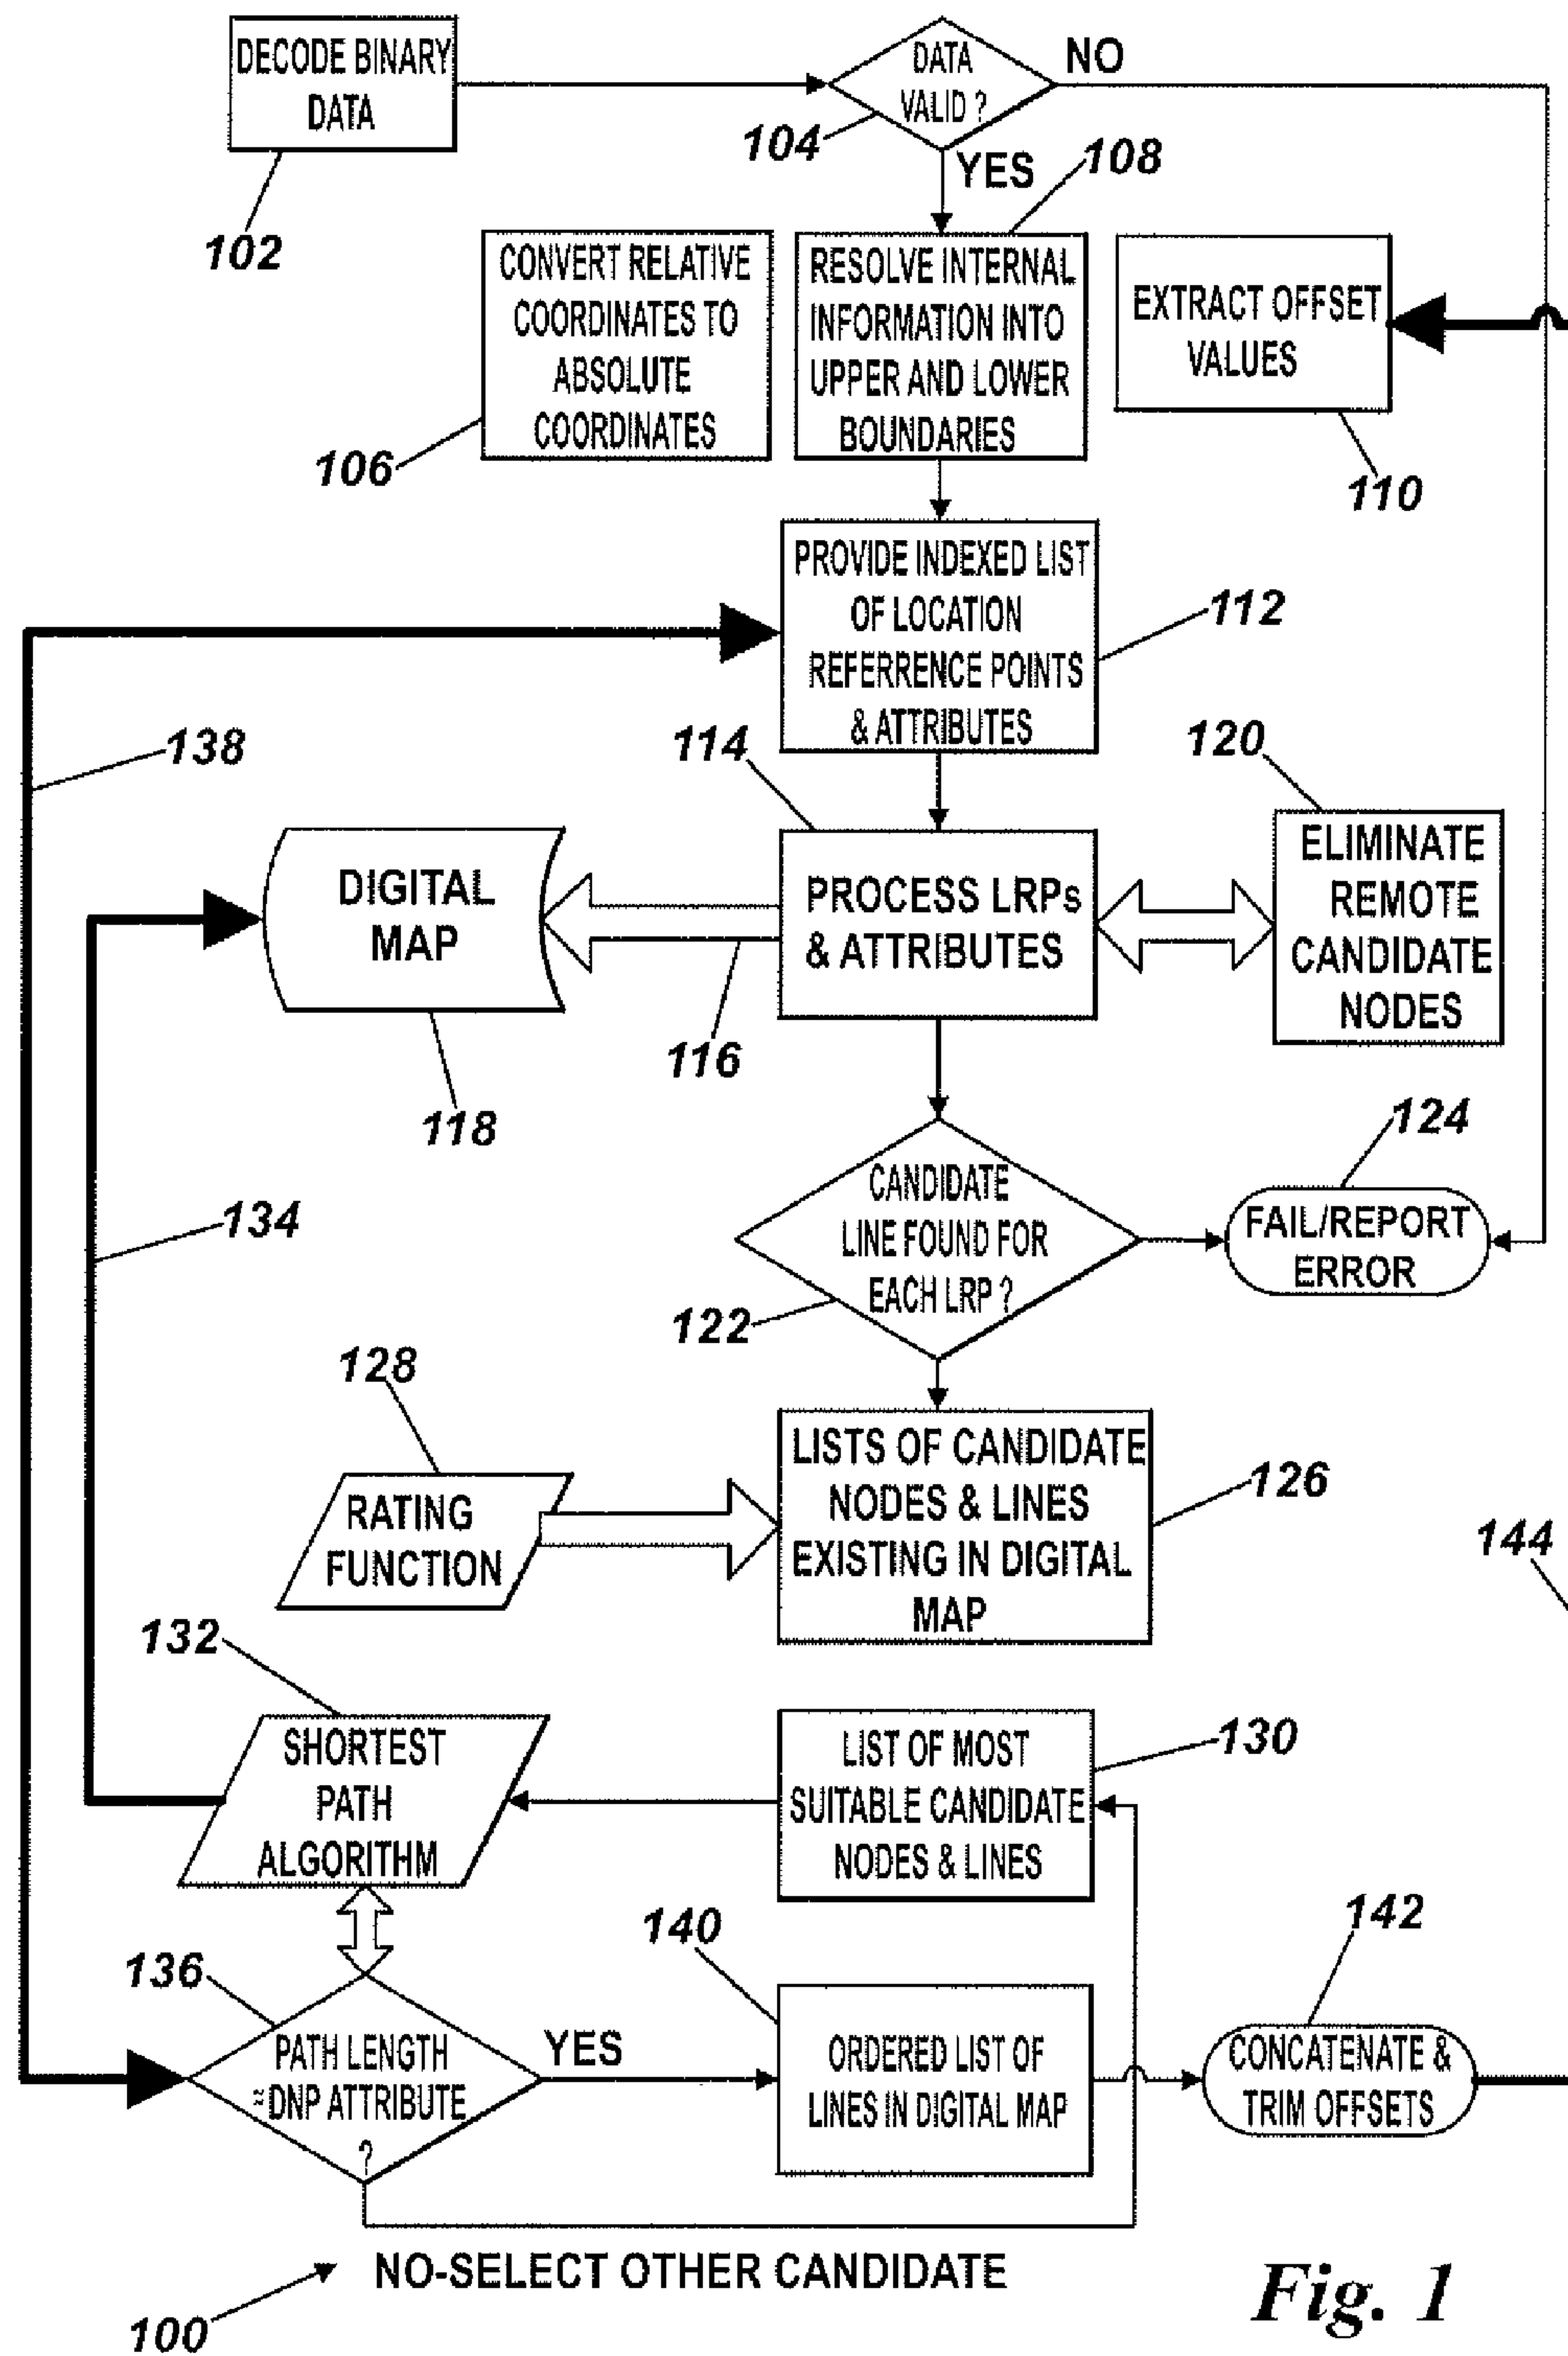 DECODE BINARY
DATA
102
DATA
VALID ?
104
NO
YES
108
CONVERT RELATIVE
COORDINATES TO
ABSOLUTE
COORDINATES
106
RESOLVE INTERNAL
INFORMATION INTO
UPPER AND LOWER
BOUNDARIES
EXTRACT OFFSET
VALUES
110
PROVIDE INDEXED LIST
OF LOCATION
REFERRENCE POINTS
& ATTRIBUTES
112
138
114
120
DIGITAL
MAP
118
116
PROCESS LRPs
& ATTRIBUTES
ELIMINATE
REMOTE
CANDIDATE
NODES
134
CANDIDATE
LINE FOUND FOR
EACH LRP ?
122
124
FAIL/REPORT
ERROR
128
RATING
FUNCTION
LISTS OF CANDIDATE
NODES & LINES
EXISTING IN DIGITAL
MAP
126
144
132
SHORTEST
PATH
ALGORITHM
LIST OF MOST
SUITABLE CANDIDATE
NODES & LINES
130
136
PATH LENGTH
≈ DNP ATTRIBUTE
?
YES
140
ORDERED LIST OF
LINES IN DIGITAL MAP
142
CONCATENATE &
TRIM OFFSETS
NO-SELECT OTHER CANDIDATE
100
Fig. 1